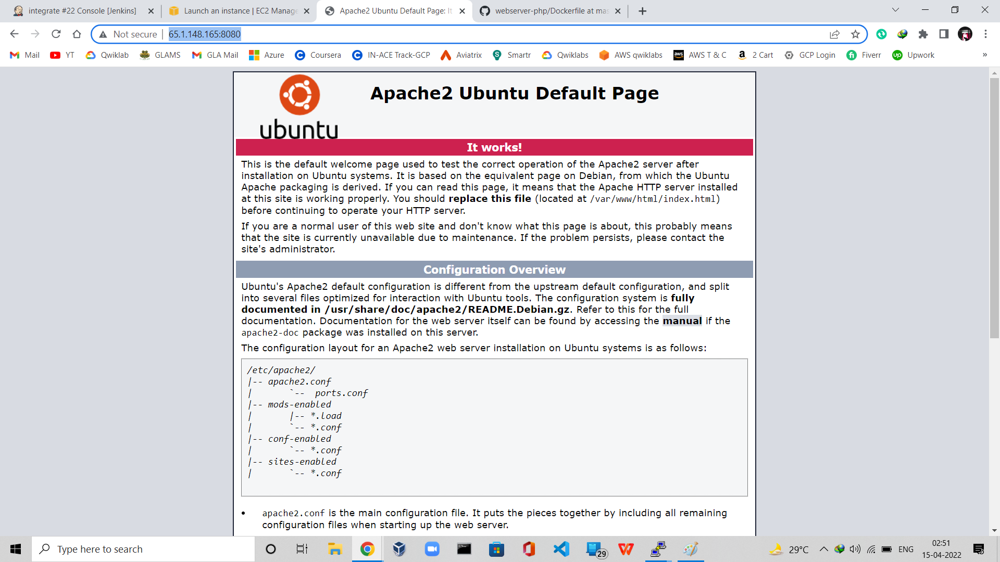 integrate #22 Console [Jenkins]
Launch an instance | EC2 Manage
Apache2 Ubuntu Default Page: It
webserver-php/Dockerfile at mas
Not secure | 65.1.148.165:8080
Mail YT Qwiklab GLAMS GLA Mail Azure Coursera IN-ACE Track-GCP Aviatrix Smartr Qwiklabs AWS qwiklabs aws AWS T & C 2 Cart GCP Login Fiverr Upwork »
Apache2 Ubuntu Default Page
ubuntu
It works!
This is the default welcome page used to test the correct operation of the Apache2 server after
installation on Ubuntu systems. It is based on the equivalent page on Debian, from which the Ubuntu
Apache packaging is derived. If you can read this page, it means that the Apache HTTP server installed
at this site is working properly. You should replace this file (located at /var/www/html/index.html)
before continuing to operate your HTTP server.
If you are a normal user of this web site and don't know what this page is about, this probably means
that the site is currently unavailable due to maintenance. If the problem persists, please contact the
site's administrator.
Configuration Overview
Ubuntu's Apache2 default configuration is different from the upstream default configuration, and split
into several files optimized for interaction with Ubuntu tools. The configuration system is fully
documented in /usr/share/doc/apache2/README.Debian.gz. Refer to this for the full
documentation. Documentation for the web server itself can be found by accessing the manual if the
apache2-doc package was installed on this server.
The configuration layout for an Apache2 web server installation on Ubuntu systems is as follows:
/etc/apache2/
|-- apache2.conf
|       `--  ports.conf
|-- mods-enabled
|       |-- *.load
|       `-- *.conf
|-- conf-enabled
|       `-- *.conf
|-- sites-enabled
|       `-- *.conf
• apache2.conf is the main configuration file. It puts the pieces together by including all remaining
configuration files when starting up the web server.
Type here to search
29
29°C
ENG
02:51
15-04-2022